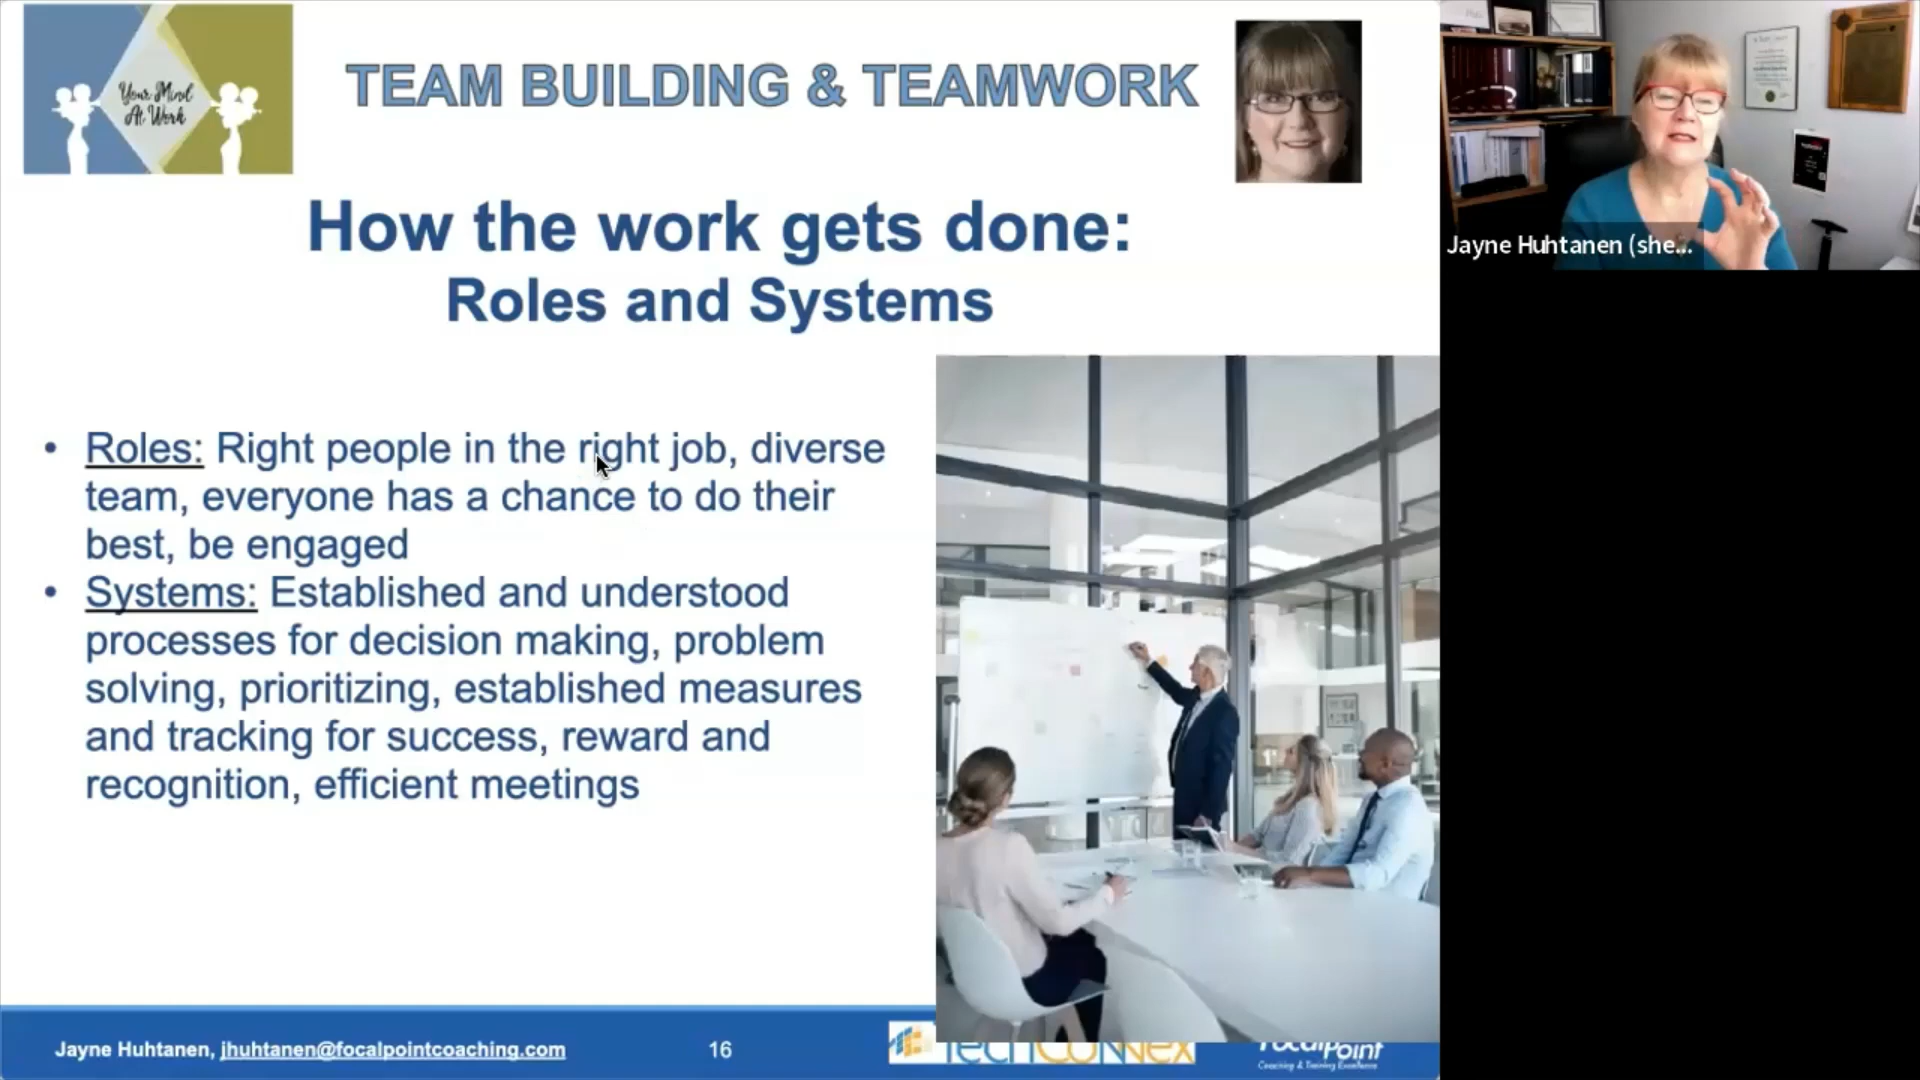 Your Mind
At Work
TEAM BUILDING & TEAMWORK
How the work gets done:
Roles and Systems
• Roles: Right people in the right job, diverse
team, everyone has a chance to do their
best, be engaged
• Systems: Established and understood
processes for decision making, problem
solving, prioritizing, established measures
and tracking for success, reward and
recognition, efficient meetings
Jayne Huhtanen, jhuhtanen@focalpointcoaching.com
16
TechConnex
FocalPoint
Coaching & Training Excellence
Jayne Huhtanen (she...